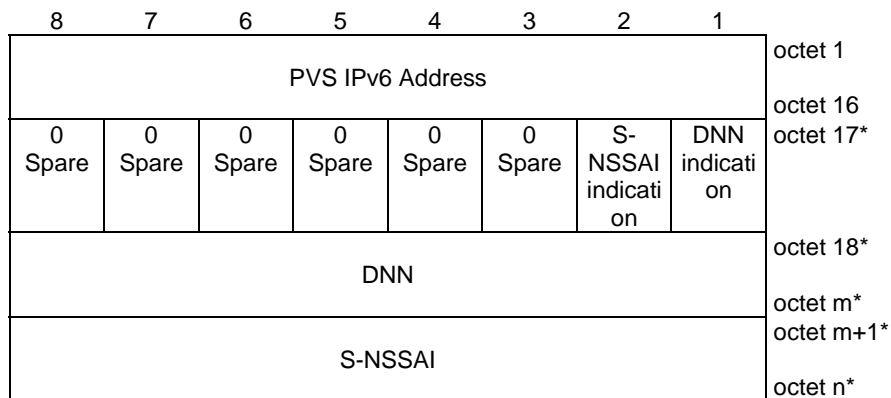 8 7 6 5 4 3 2 1
octet 1
PVS IPv6 Address
octet 16
0 0 0 0 0 0 S- DNN octet 17*
Spare Spare Spare Spare Spare Spare NSSAI indicati
indicati on
on
octet 18*
DNN
octet m*
octet m+1*
S-NSSAI
octet n*